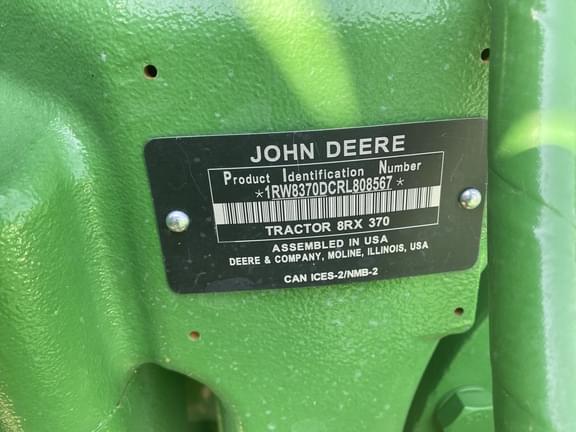 JOHN DEERE
Product Identification Number
*1RW8370DCRL808567*
TRACTOR 8RX 370
ASSEMBLED IN USA
DEERE & COMPANY, MOLINE, ILLINOIS, USA
CAN ICES-2/NMB-2